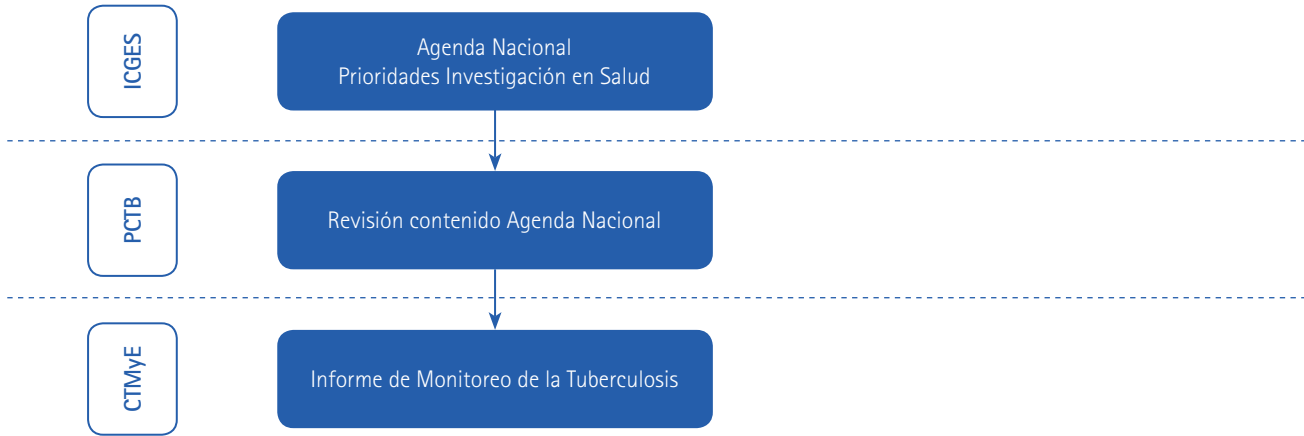 ICGES
Agenda Nacional
Prioridades Investigación en Salud
PCTB
Revisión contenido Agenda Nacional
CTMyE
Informe de Monitoreo de la Tuberculosis